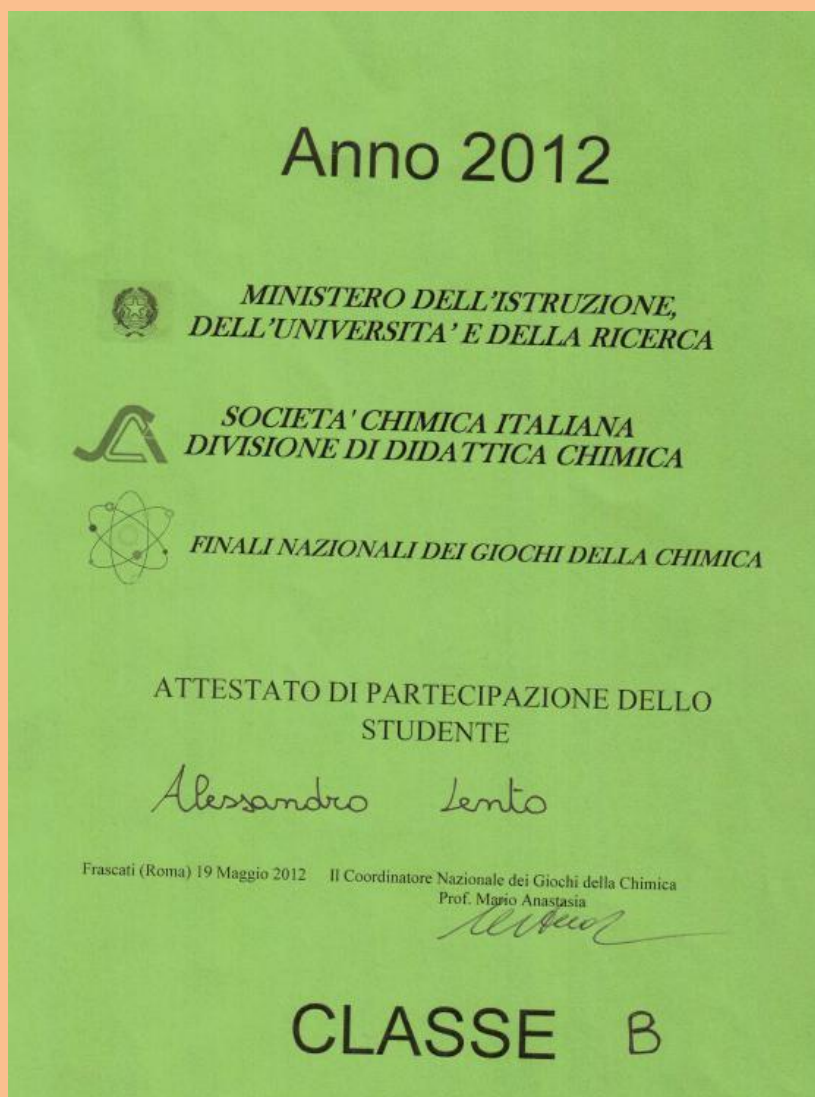 Anno 2012
MINISTERO DELL'ISTRUZIONE,
DELL'UNIVERSITA' E DELLA RICERCA
SOCIETA' CHIMICA ITALIANA
DIVISIONE DI DIDATTICA CHIMICA
FINALI NAZIONALI DEI GIOCHI DELLA CHIMICA
ATTESTATO DI PARTECIPAZIONE DELLO
STUDENTE
Alessandro Lento
Frascati (Roma) 19 Maggio 2012 Il Coordinatore Nazionale dei Giochi della Chimica
Prof. Mario Anastasia
CLASSE B